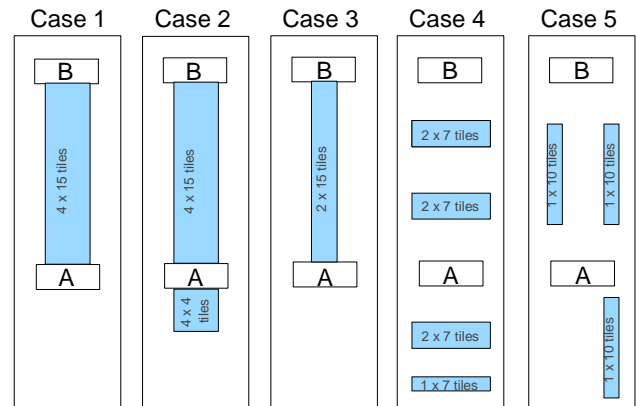 Case 1
Case 2
Case 3
Case 4
Case 5
B
4 x 15 tiles
A
B
4 x 15 tiles
A
4 x 4
tiles
B
2 x 15 tiles
A
B
2 x 7 tiles
2 x 7 tiles
A
2 x 7 tiles
1 x 7 tiles
B
1 x 10 tiles
1 x 10 tiles
A
1 x 10 tiles